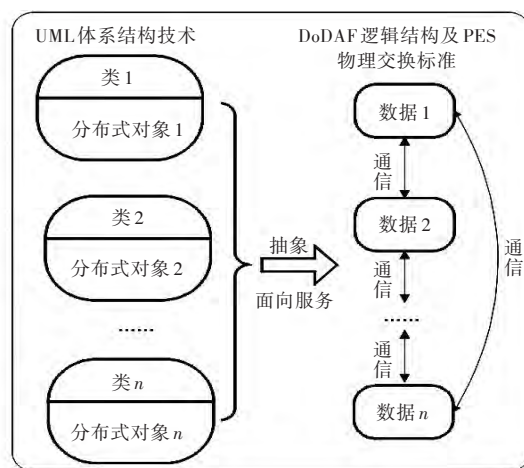 UML体系结构技术
类1
分布式对象1
类2
分布式对象2
......
类n
分布式对象n
抽象
面向服务
DoDAF逻辑结构及PES
物理交换标准
数据1
通信
数据2
通信
......
通信
数据n
通信